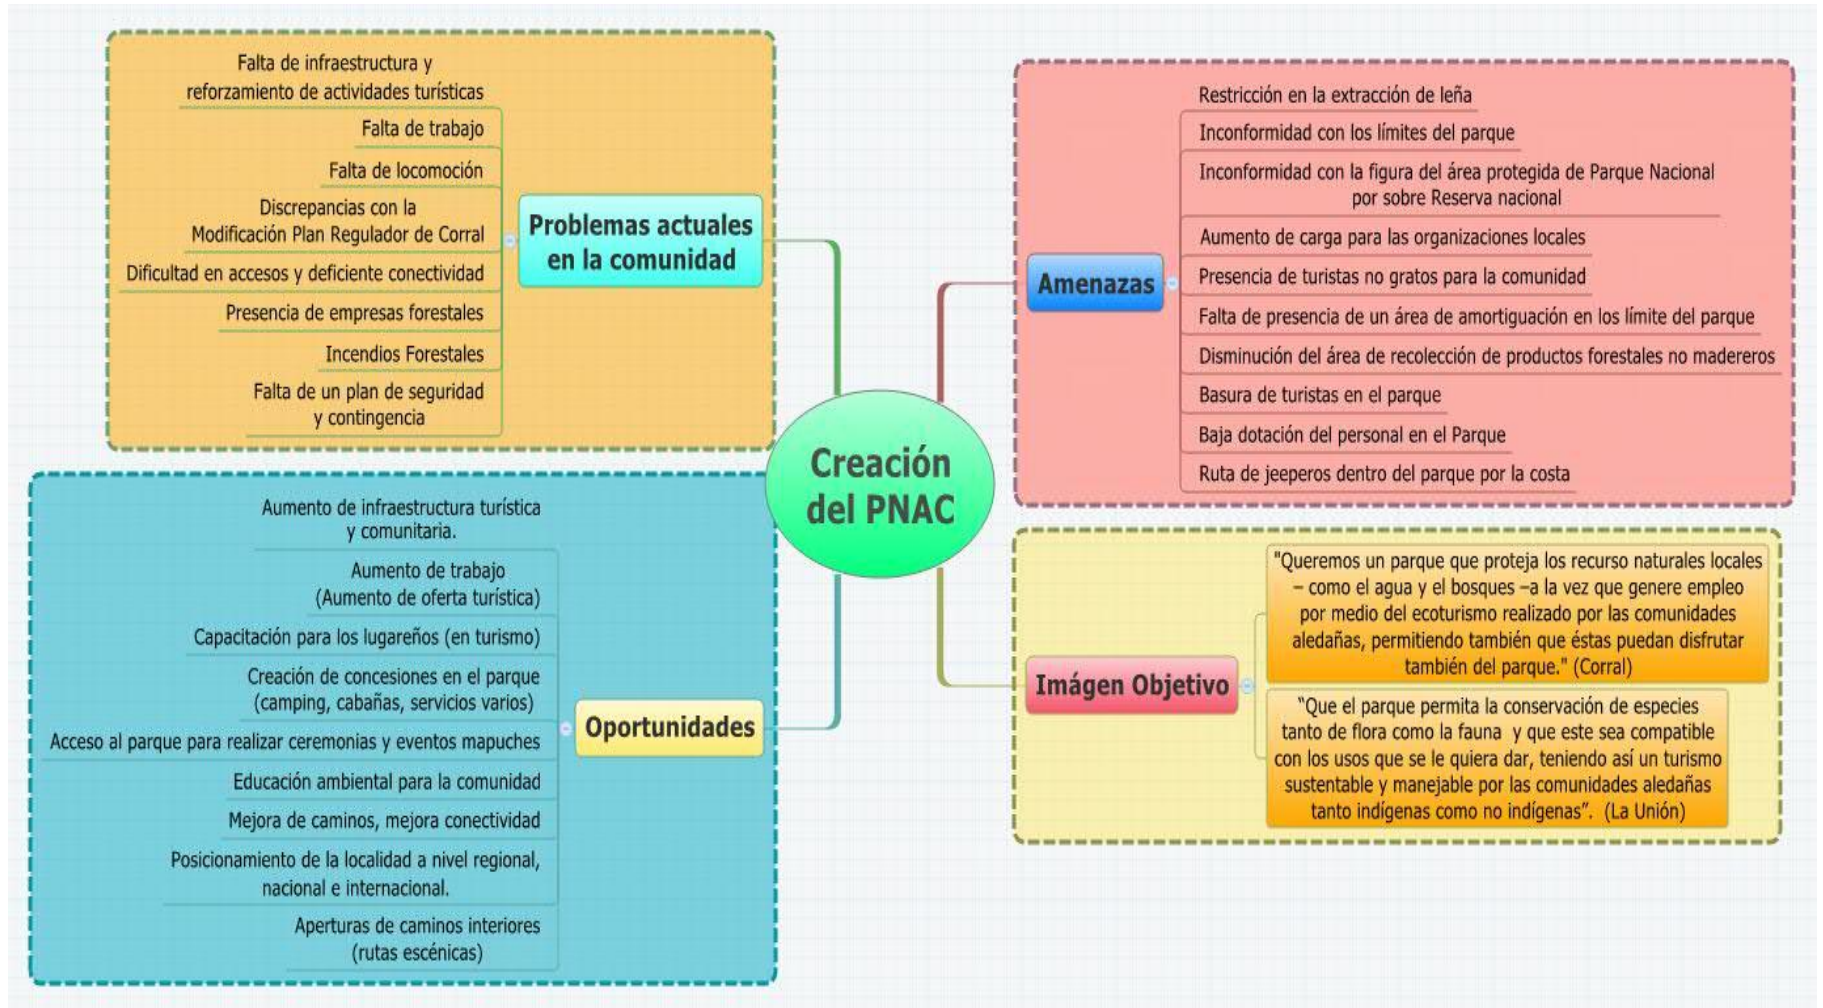 Falta de infraestructura y
reforzamiento de actividades turísticas
Falta de trabajo
Falta de locomoción
Discrepancias con la
Modificación Plan Regulador de Corral
Dificultad en accesos y deficiente conectividad
Presencia de empresas forestales
Incendios Forestales
Falta de un plan de seguridad
y contingencia
Problemas actuales
en la comunidad
Aumento de infraestructura turística
y comunitaria.
Aumento de trabajo
(Aumento de oferta turística)
Capacitación para los lugareños (en turismo)
Creación de concesiones en el parque
(camping, cabañas, servicios varios)
Acceso al parque para realizar ceremonias y eventos mapuches
Educación ambiental para la comunidad
Mejora de caminos, mejora conectividad
Posicionamiento de la localidad a nivel regional,
nacional e internacional.
Aperturas de caminos interiores
(rutas escénicas)
Oportunidades
Creación
del PNAC
Amenazas
Restricción en la extracción de leña
Inconformidad con los límites del parque
Inconformidad con la figura del área protegida de Parque Nacional
por sobre Reserva nacional
Aumento de carga para las organizaciones locales
Presencia de turistas no gratos para la comunidad
Falta de presencia de un área de amortiguación en los límite del parque
Disminución del área de recolección de productos forestales no madereros
Basura de turistas en el parque
Baja dotación del personal en el Parque
Ruta de jeeperos dentro del parque por la costa
Imágen Objetivo
"Queremos un parque que proteja los recurso naturales locales
– como el agua y el bosques –a la vez que genere empleo
por medio del ecoturismo realizado por las comunidades
aledañas, permitiendo también que éstas puedan disfrutar
también del parque." (Corral)
“Que el parque permita la conservación de especies
tanto de flora como la fauna y que este sea compatible
con los usos que se le quiera dar, teniendo así un turismo
sustentable y manejable por las comunidades aledañas
tanto indígenas como no indígenas”. (La Unión)